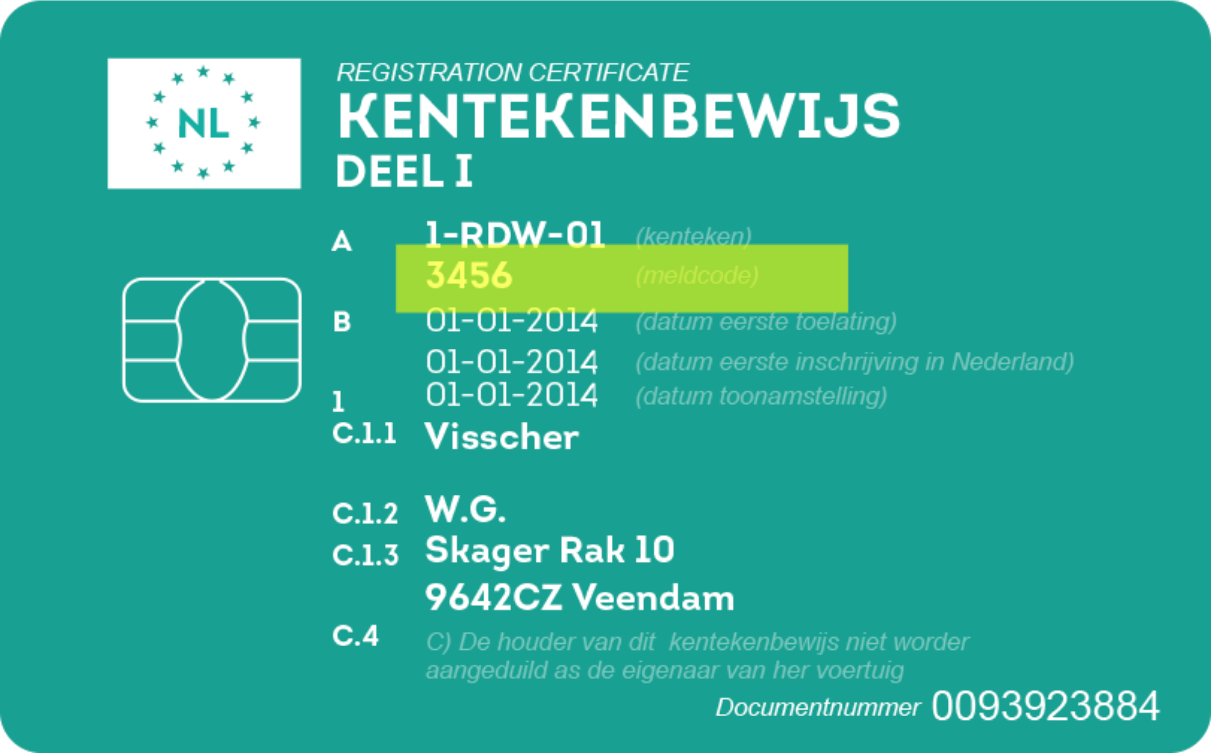 NL
REGISTRATION CERTIFICATE
KENTEKENBEWIJS
DEEL I
A 1-RDW-01 (kenteken)
3456 (meldcode)
B 01-01-2014 (datum eerste toelating)
01-01-2014 (datum eerste inschrijving in Nederland)
1 01-01-2014 (datum toonamstelling)
C.1.1 Visscher
C.1.2 W.G.
C.1.3 Skager Rak 10
9642CZ Veendam
C.4 C) De houder van dit kentekenbewijs niet worder
aangeduild as de eigenaar van her voertuig
Documentnummer 0093923884